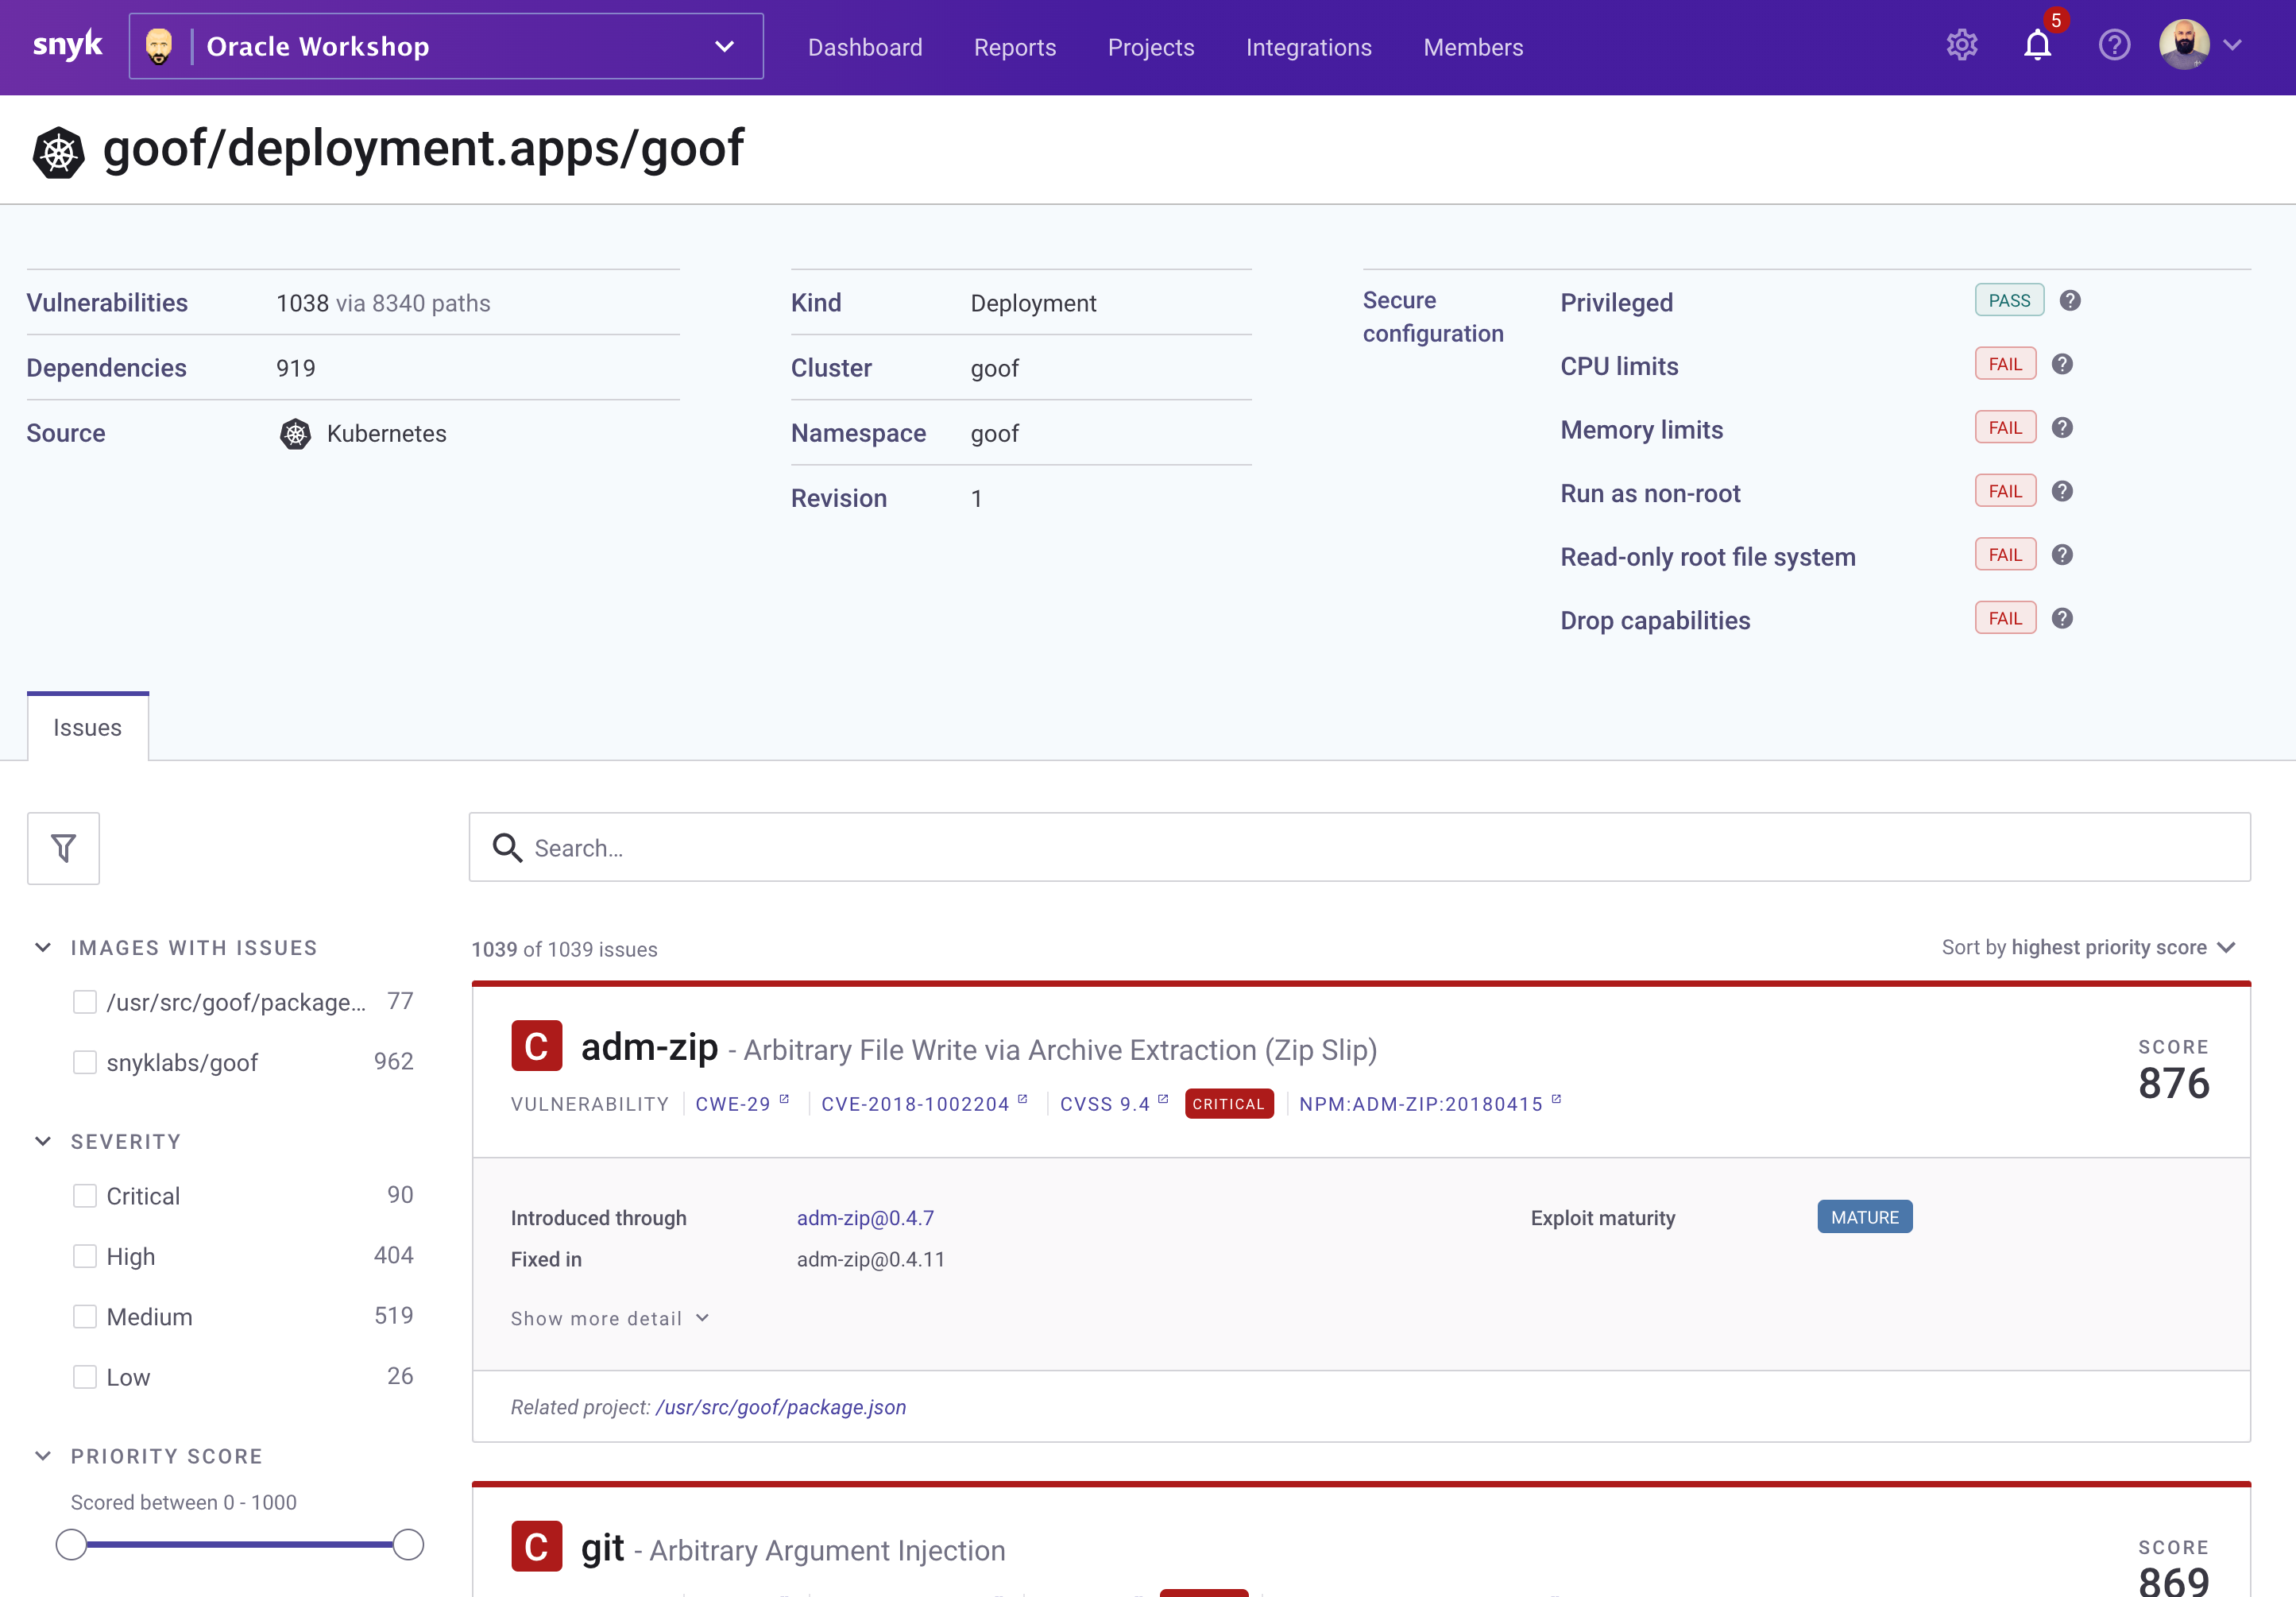 snyk
Oracle Workshop
Dashboard
Reports
Projects
Integrations
Members
5
goof/deployment.apps/goof
Vulnerabilities 1038 via 8340 paths
Dependencies 919
Source Kubernetes
Kind Deployment
Cluster goof
Namespace goof
Revision 1
Secure configuration
Privileged PASS
CPU limits FAIL
Memory limits FAIL
Run as non-root FAIL
Read-only root file system FAIL
Drop capabilities FAIL
Issues
Search...
IMAGES WITH ISSUES
/usr/src/goof/package... 77
snyklabs/goof 962
SEVERITY
Critical 90
High 404
Medium 519
Low 26
PRIORITY SCORE
Scored between 0 - 1000
1039 of 1039 issues
Sort by highest priority score
C adm-zip - Arbitrary File Write via Archive Extraction (Zip Slip)
VULNERABILITY CWE-29 CVE-2018-1002204 CVSS 9.4 CRITICAL NPM:ADM-ZIP:20180415
SCORE
876
Introduced through adm-zip@0.4.7
Fixed in adm-zip@0.4.11
Exploit maturity MATURE
Show more detail
Related project: /usr/src/goof/package.json
C git - Arbitrary Argument Injection
SCORE
869